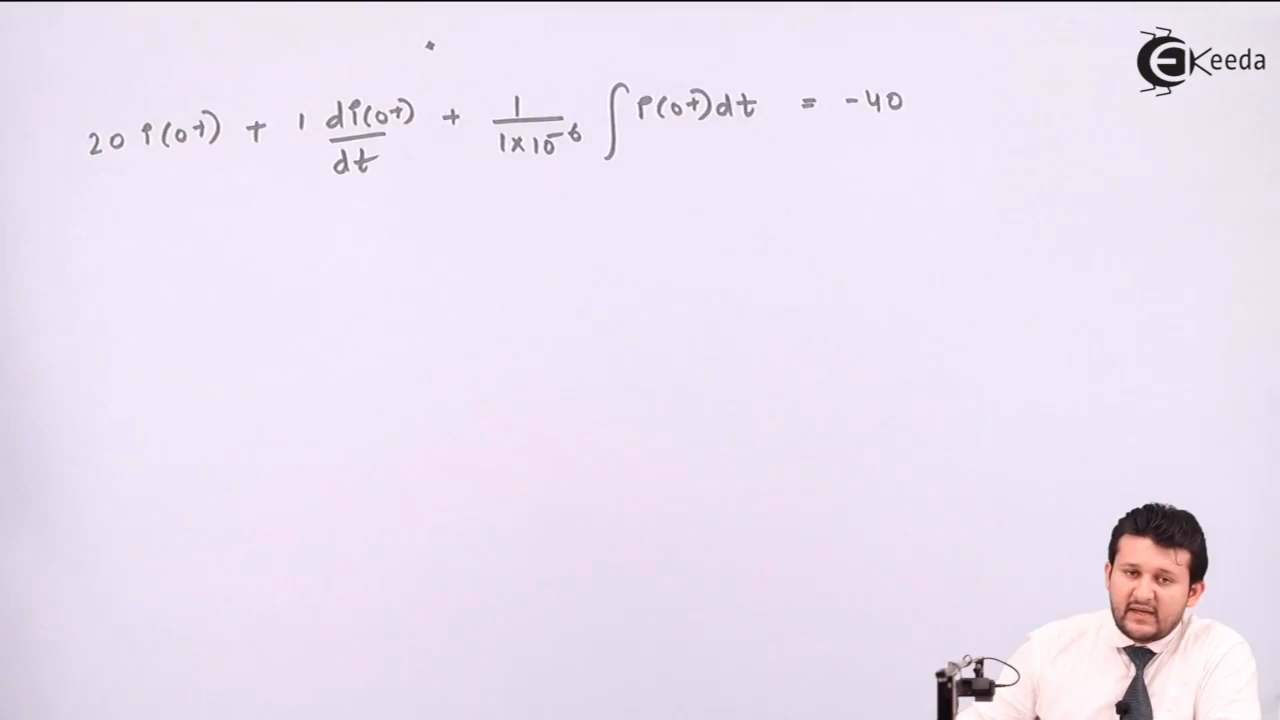 EKeeda
20 i(0+) + 1 di(0+)/dt + 1/1×10^-6 ∫ i(0+)dt = -40